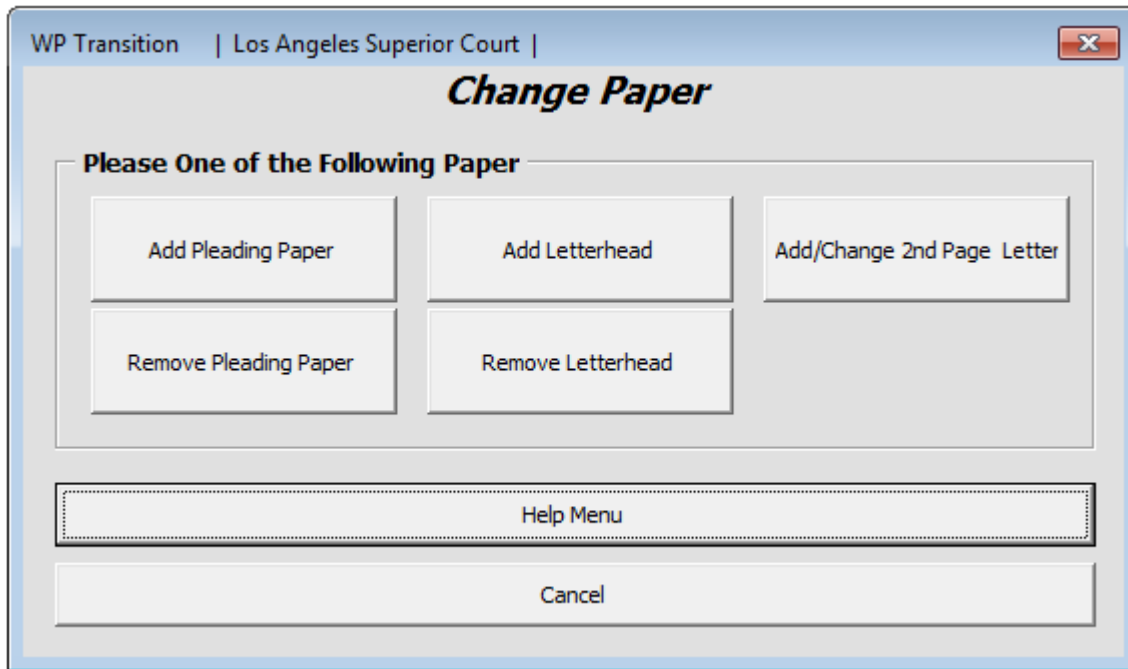 WP Transition | Los Angeles Superior Court |
Change Paper
Please One of the Following Paper
Add Pleading Paper
Add Letterhead
Add/Change 2nd Page Letter
Remove Pleading Paper
Remove Letterhead
Help Menu
Cancel